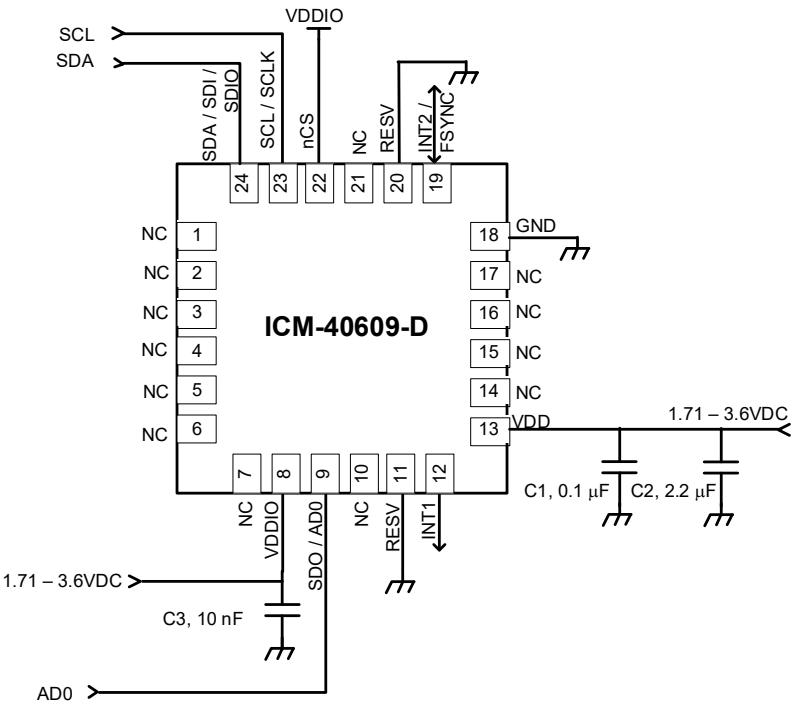 VDDIO
SCL
SDA
SDA / SDI /
SDIO
SCL / SCLK
nCS
NC
RESV
INT2 /
FSYNC
24
23
22
21
20
19
NC 1
NC 2
NC 3
NC 4
NC 5
NC 6
ICM-40609-D
18 GND
17 NC
16 NC
15 NC
14 NC
13 VDD
1.71 – 3.6VDC
C1, 0.1 μF
C2, 2.2 μF
7
8
9
10
11
12
NC
VDDIO
SDO / AD0
NC
RESV
INT1
1.71 – 3.6VDC
C3, 10 nF
AD0